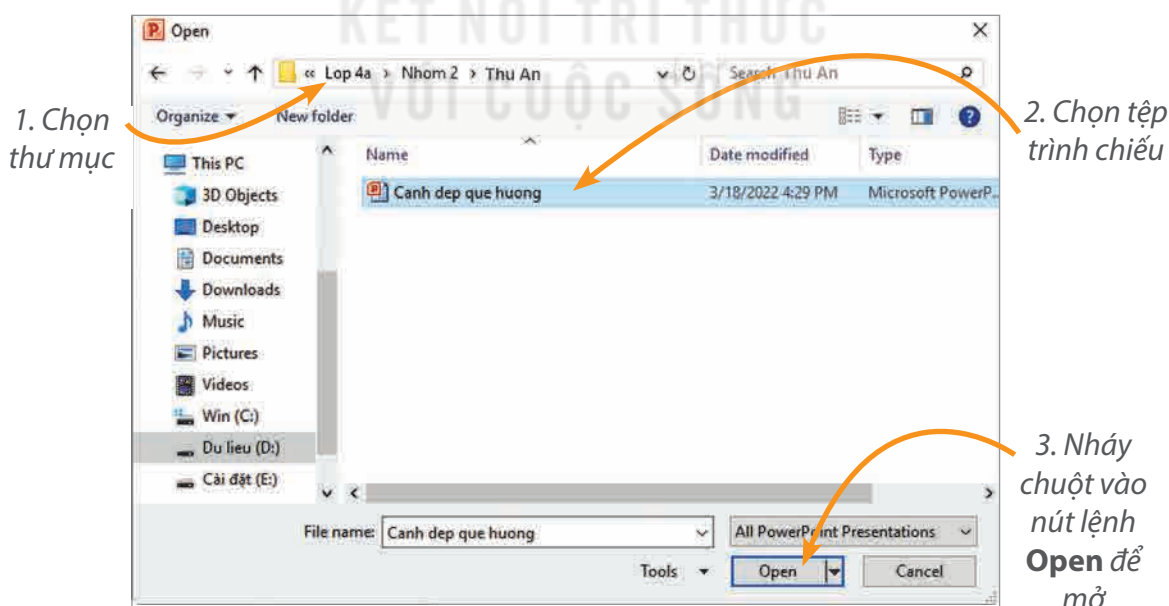 KẾT NỐI TRI THỨC
VỚI CUỘC SỐNG
Open
« Lop 4a › Nhom 2 › Thu An
Search Thu An
Organize
New folder
1. Chọn
thư mục
2. Chọn tệp
trình chiếu
This PC
3D Objects
Desktop
Documents
Downloads
Music
Pictures
Videos
Win (C:)
Du lieu (D:)
Cài đặt (E:)
Name Date modified Type
Canh dep que huong 3/18/2022 4:29 PM Microsoft PowerP...
File name: Canh dep que huong All PowerPoint Presentations
Tools Open Cancel
3. Nháy
chuột vào
nút lệnh
Open để
mở